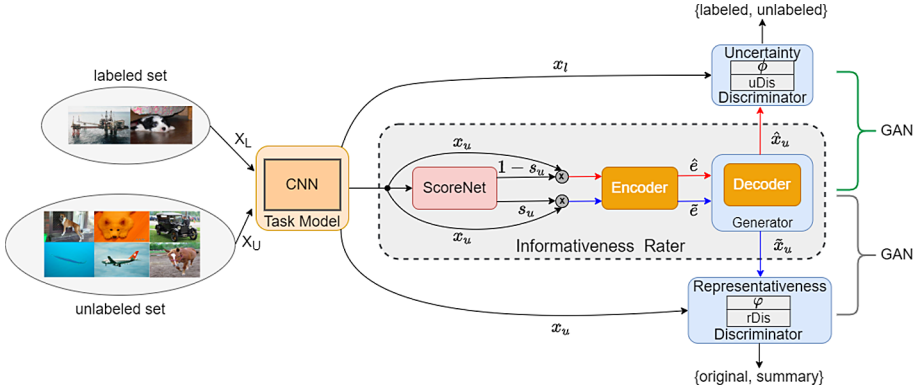 {labeled, unlabeled}
Uncertainty
ϕ
uDis
Discriminator
labeled set
x_l
GAN
X_L
x_u
x̂_u
CNN
Task Model
ScoreNet
1 − s_u
x
s_u
x
Encoder
ê
ẽ
Decoder
Generator
x_u
Informativeness Rater
X_U
unlabeled set
x̃_u
GAN
Representativeness
φ
rDis
Discriminator
x_u
{original, summary}